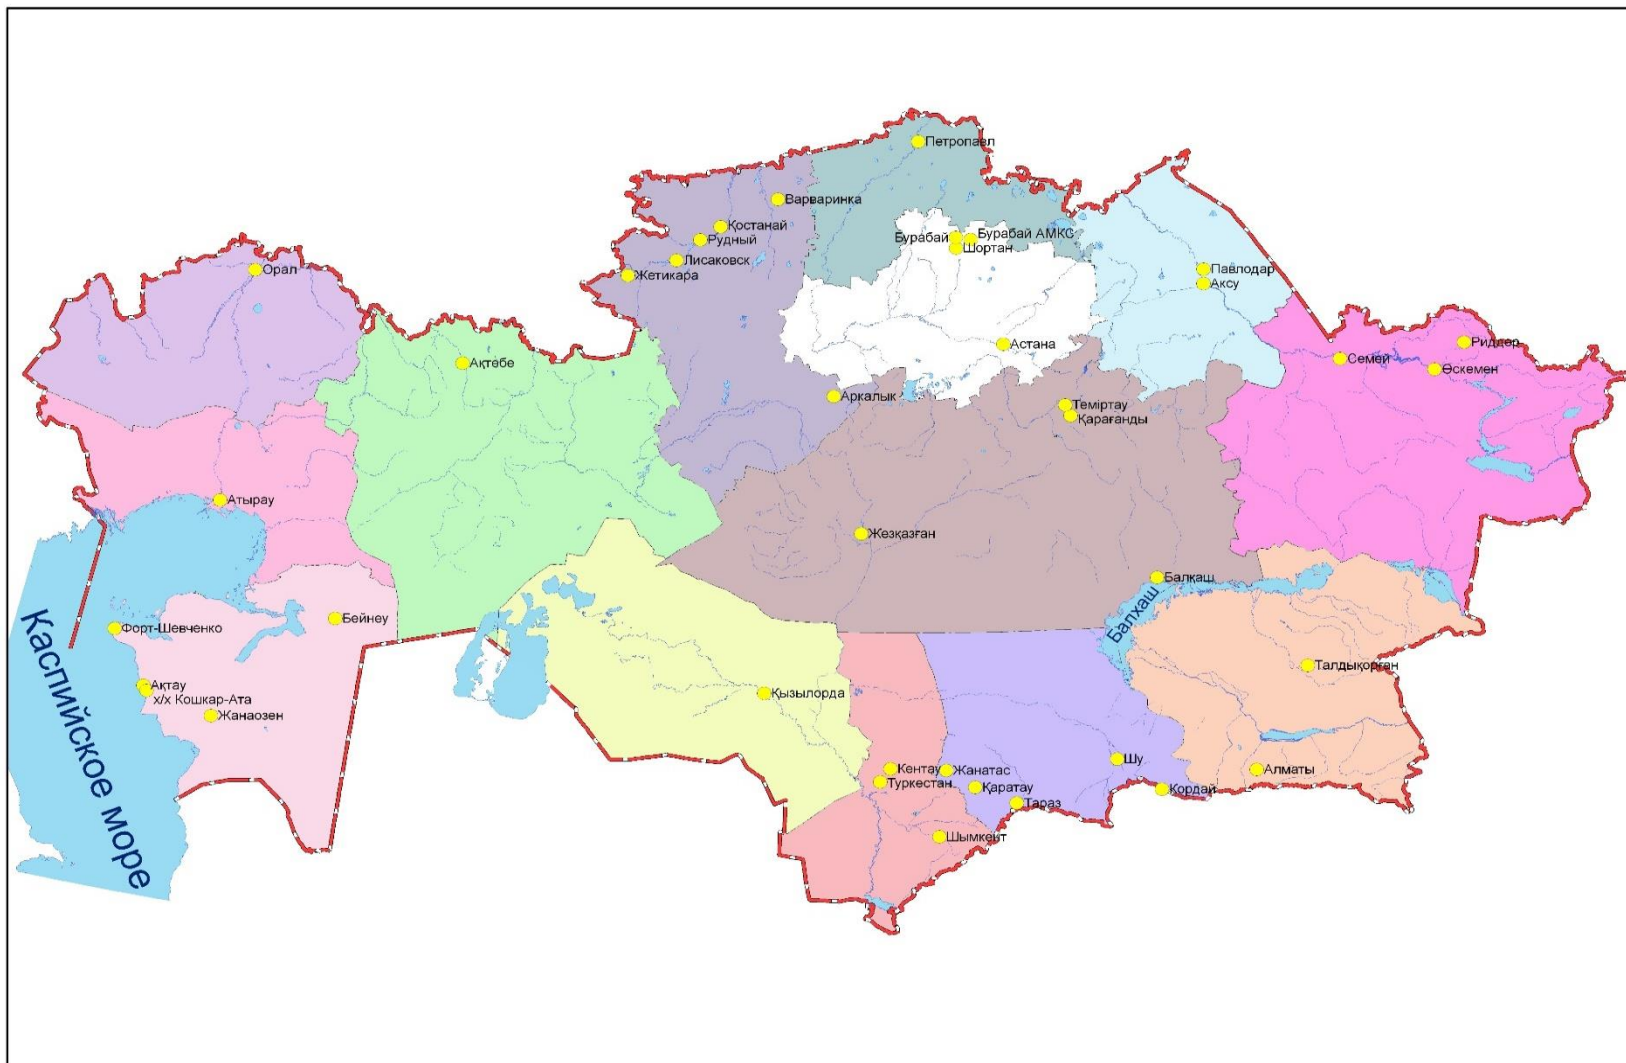 Петропавл
Варваринка
Қостанай
Рудный
Бурабай
Бурабай АМКС
Шортан
Лисаковск
Жетикара
Орал
Павлодар
Аксу
Астана
Риддер
Семей
Өскемен
Ақтөбе
Аркалык
Теміртау
Қарағанды
Атырау
Жезқазған
Балқаш
Балхаш
Бейнеу
Форт-Шевченко
Каспийское море
Талдықорған
Ақтау
х/х Кошкар-Ата
Жанаозен
Қызылорда
Шу
Кентау
Жанатас
Алматы
Туркестан
Қаратау
Қордай
Тараз
Шымкент